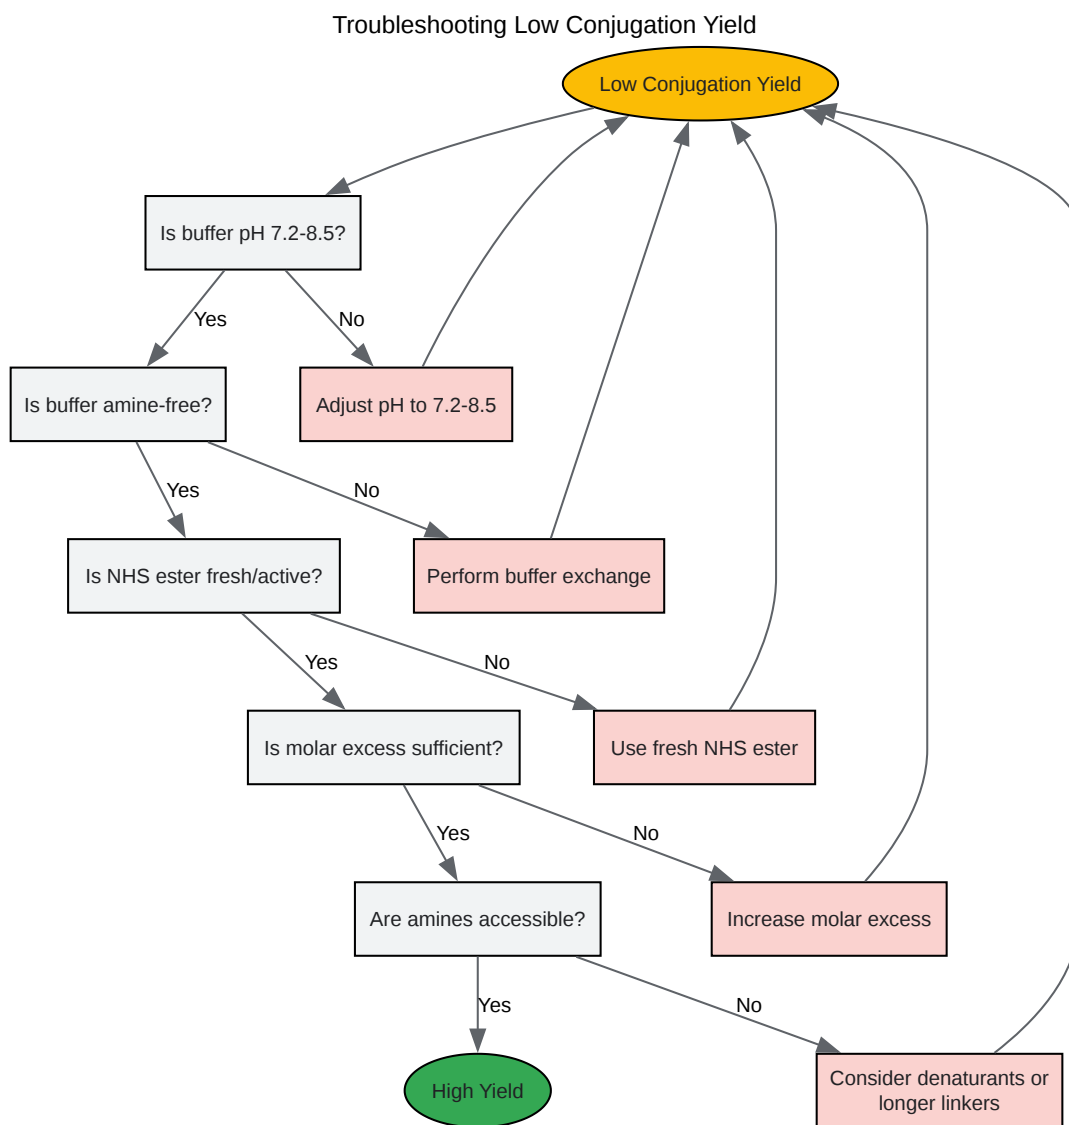 Troubleshooting Low Conjugation Yield
Low Conjugation Yield
Is buffer pH 7.2-8.5?
Yes
No
Is buffer amine-free?
Adjust pH to 7.2-8.5
Yes
No
Is NHS ester fresh/active?
Perform buffer exchange
Yes
No
Is molar excess sufficient?
Use fresh NHS ester
Yes
No
Are amines accessible?
Increase molar excess
Yes
No
High Yield
Consider denaturants or
longer linkers